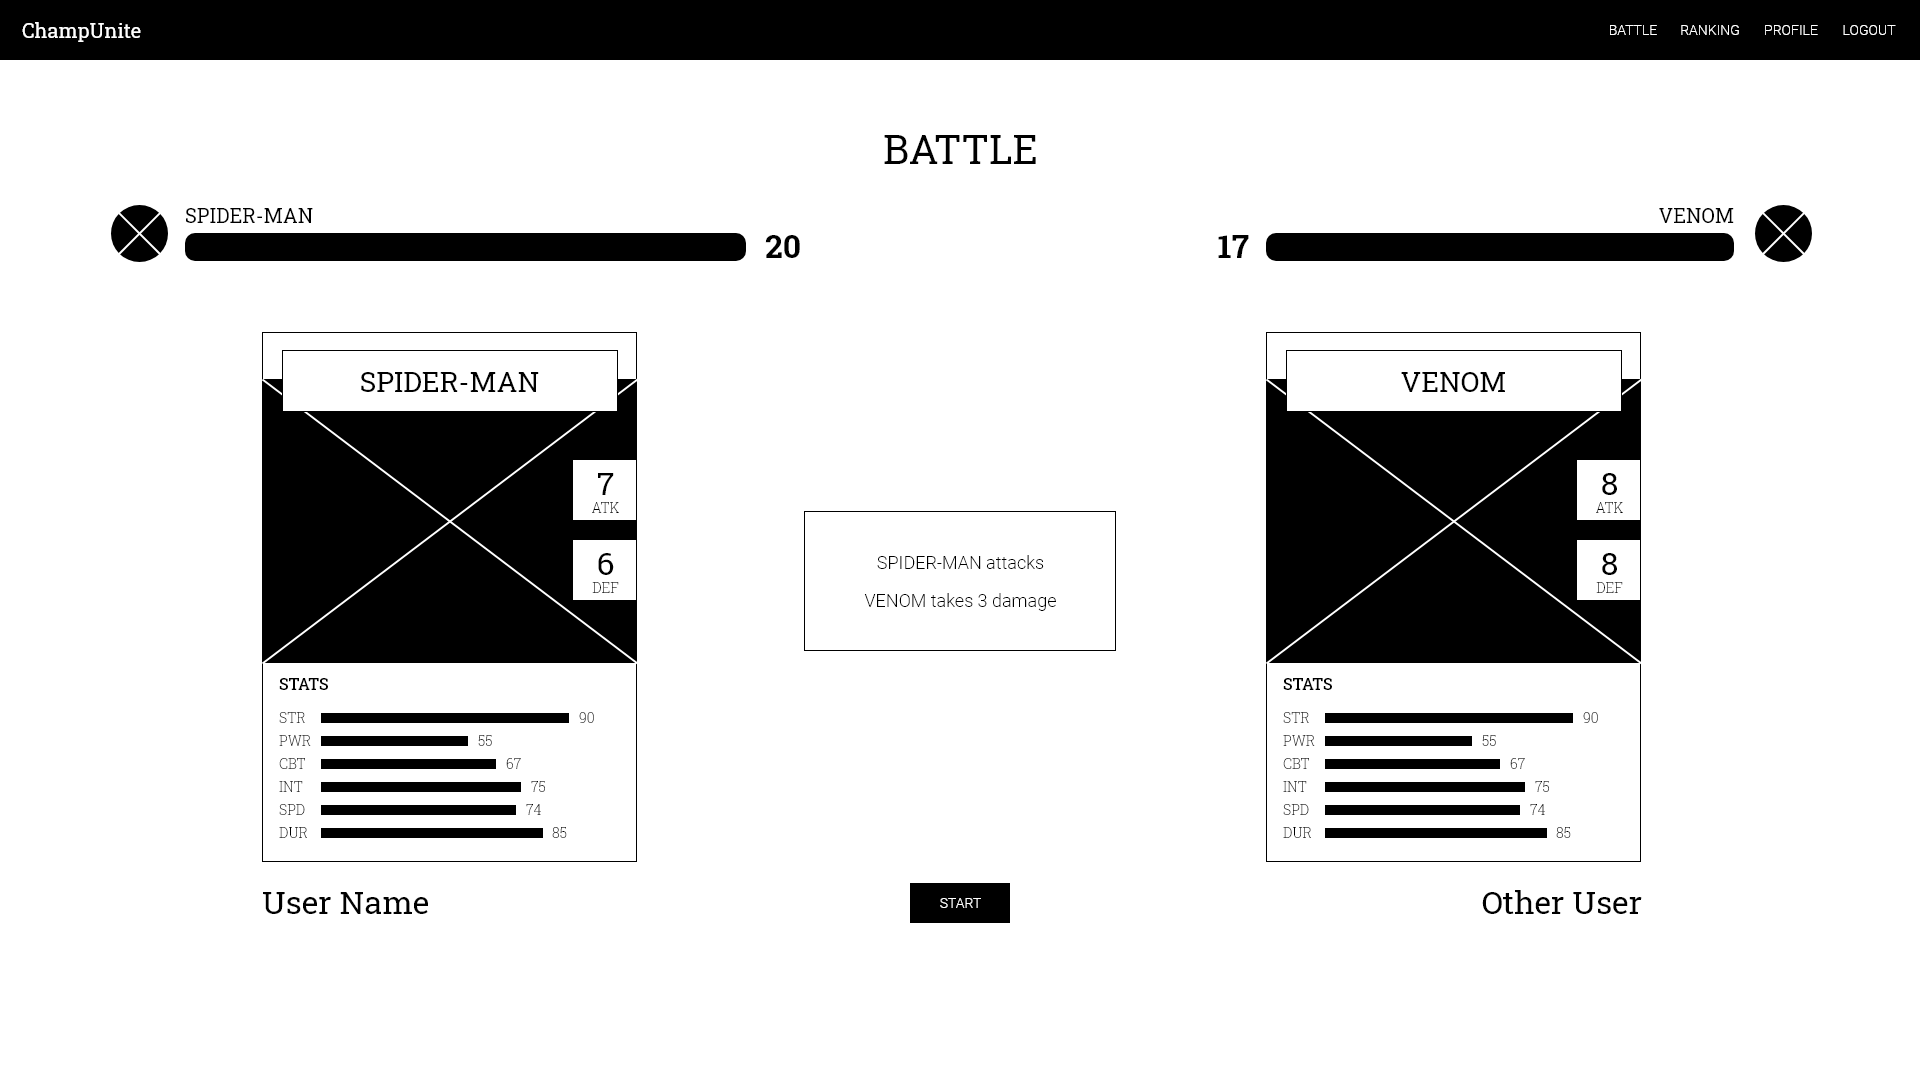 ChampUnite
BATTLE RANKING PROFILE LOGOUT
BATTLE
SPIDER-MAN
20
VENOM
17
SPIDER-MAN
7
ATK
6
DEF
STATS
STR 90
PWR 55
CBT 67
INT 75
SPD 74
DUR 85
User Name
SPIDER-MAN attacks
VENOM takes 3 damage
START
VENOM
8
ATK
8
DEF
STATS
STR 90
PWR 55
CBT 67
INT 75
SPD 74
DUR 85
Other User